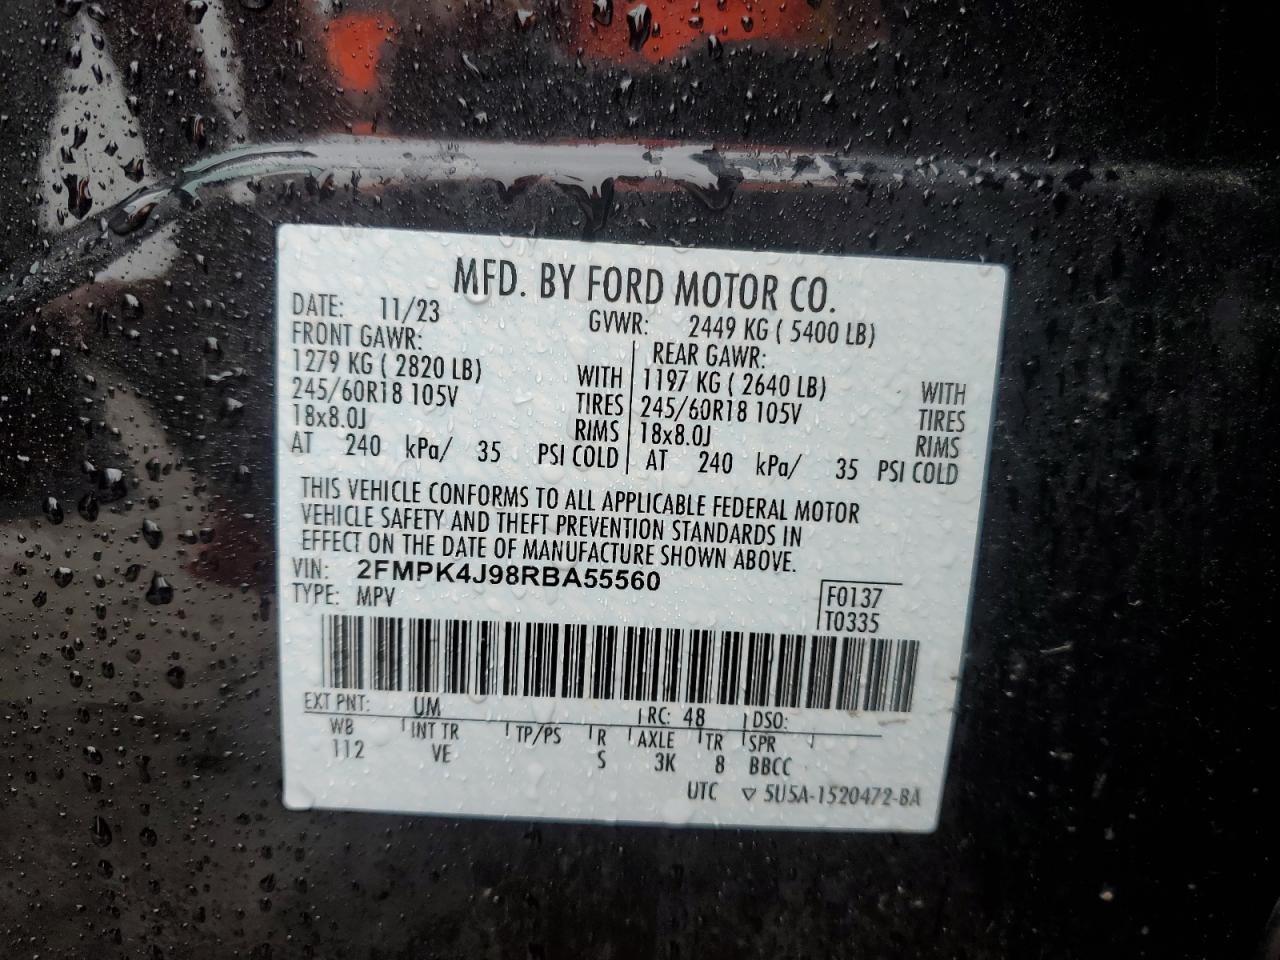 MFD. BY FORD MOTOR CO.
DATE: 11/23 GVWR: 2449 KG ( 5400 LB)
FRONT GAWR: REAR GAWR:
1279 KG ( 2820 LB) WITH 1197 KG ( 2640 LB) WITH
245/60R18 105V TIRES 245/60R18 105V TIRES
18x8.0J RIMS 18x8.0J RIMS
AT 240 kPa/ 35 PSI COLD AT 240 kPa/ 35 PSI COLD
THIS VEHICLE CONFORMS TO ALL APPLICABLE FEDERAL MOTOR
VEHICLE SAFETY AND THEFT PREVENTION STANDARDS IN
EFFECT ON THE DATE OF MANUFACTURE SHOWN ABOVE.
VIN: 2FMPK4J98RBA55560
TYPE: MPV
F0137
T0335
EXT PNT: UM RC: 48 DSO:
WB INT TR TP/PS R AXLE TR SPR
112 VE S 3K 8 BBCC
UTC ▽ 5U5A-1520472-BA